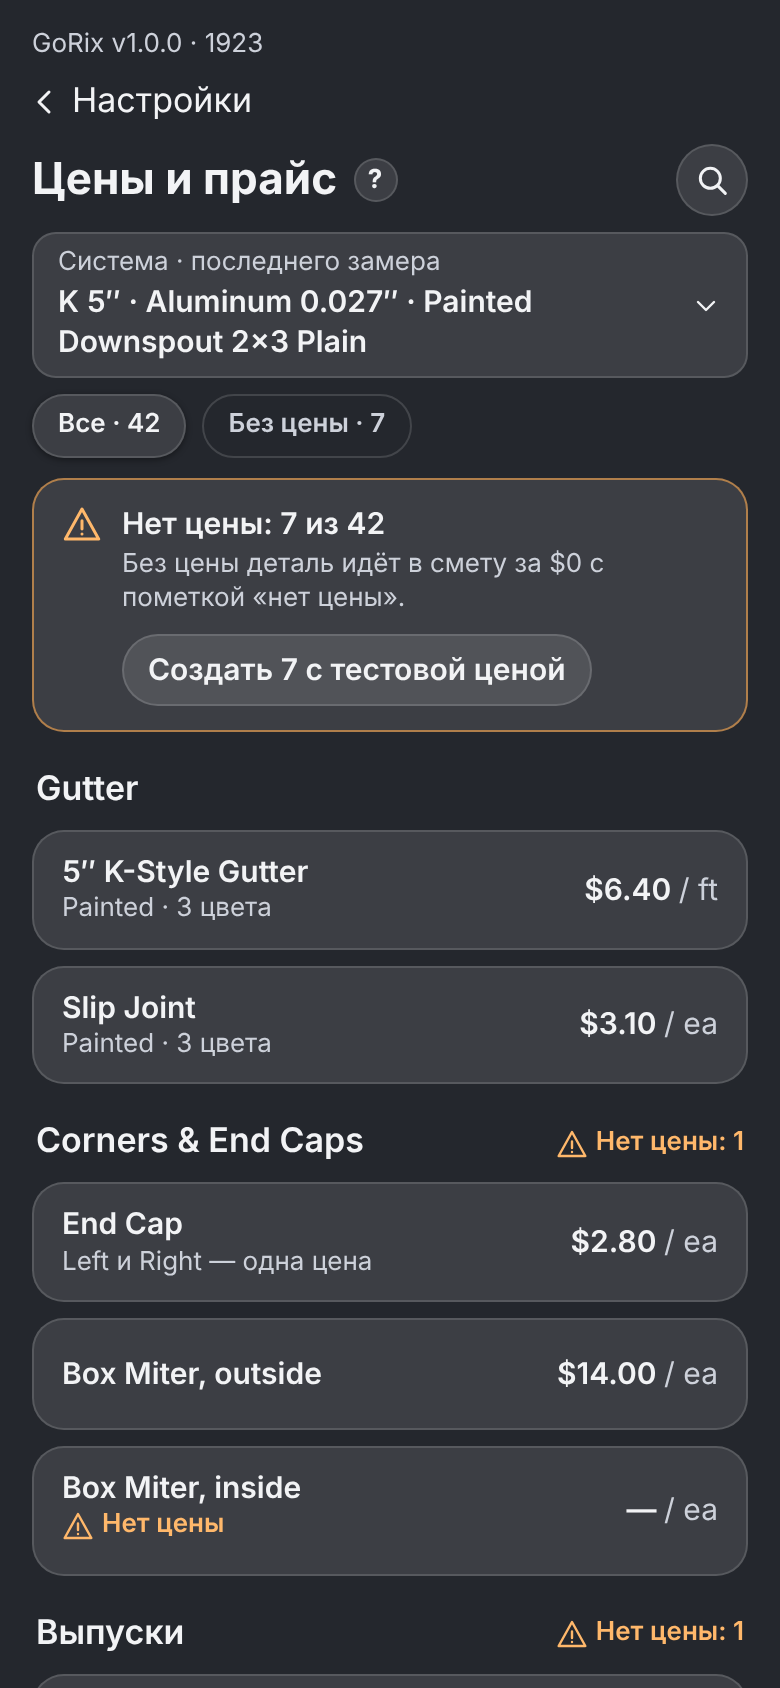 GoRix v1.0.0 · 1923
Настройки
Цены и прайс ?
Система · последнего замера
K 5″ · Aluminum 0.027″ · Painted
Downspout 2×3 Plain
Все · 42 Без цены · 7
Нет цены: 7 из 42
Без цены деталь идёт в смету за $0 с
пометкой «нет цены».
Создать 7 с тестовой ценой
Gutter
5″ K-Style Gutter
Painted · 3 цвета
$6.40 / ft
Slip Joint
Painted · 3 цвета
$3.10 / ea
Corners & End Caps
Нет цены: 1
End Cap
Left и Right — одна цена
$2.80 / ea
Box Miter, outside
$14.00 / ea
Box Miter, inside
Нет цены
— / ea
Выпуски
Нет цены: 1